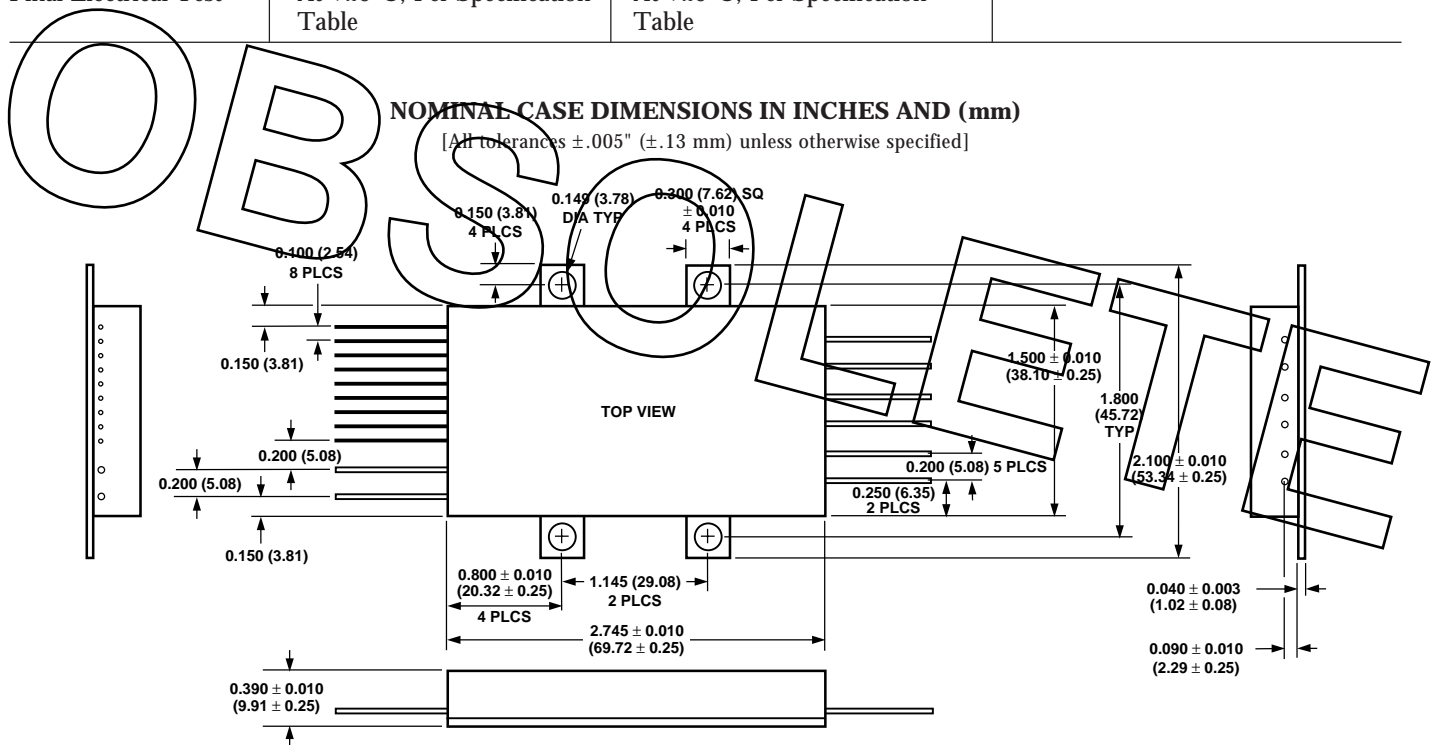 Table
Table
NOMINAL CASE DIMENSIONS IN INCHES AND (mm)
[All tolerances ±.005" (±.13 mm) unless otherwise specified]
OBSOLETE
0.150 (3.81)
4 PLCS
0.149 (3.78)
DIA TYP
0.300 (7.62) SQ
± 0.010
4 PLCS
0.100 (2.54)
8 PLCS
0.150 (3.81)
1.500 ± 0.010
(38.10 ± 0.25)
1.800
(45.72)
TYP
TOP VIEW
0.200 (5.08)
0.200 (5.08)
0.200 (5.08) 5 PLCS
0.250 (6.35)
2 PLCS
2.100 ± 0.010
(53.34 ± 0.25)
0.150 (3.81)
0.800 ± 0.010
(20.32 ± 0.25)
4 PLCS
1.145 (29.08)
2 PLCS
0.040 ± 0.003
(1.02 ± 0.08)
2.745 ± 0.010
(69.72 ± 0.25)
0.090 ± 0.010
(2.29 ± 0.25)
0.390 ± 0.010
(9.91 ± 0.25)